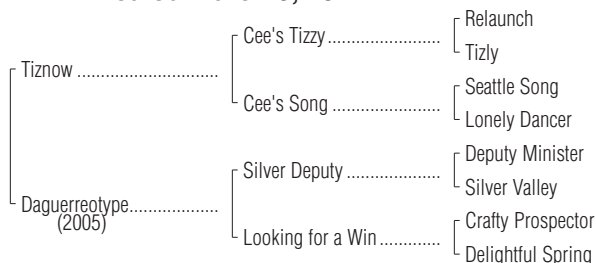 Relaunch
Cee's Tizzy
Tizly
Tiznow
Seattle Song
Cee's Song
Lonely Dancer
Deputy Minister
Silver Deputy
Silver Valley
Daguerreotype
(2005)
Crafty Prospector
Looking for a Win
Delightful Spring